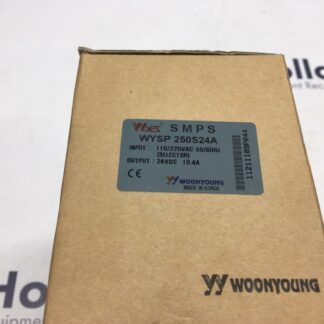 WYES SMPS
WYSP 250S24A
INPUT : 110/220VAC 50/60Hz
(SELECTOR)
OUTPUT : 24VDC 10.4A
CE WOONYOUNG
MADE IN KOREA
WOONYOUNG